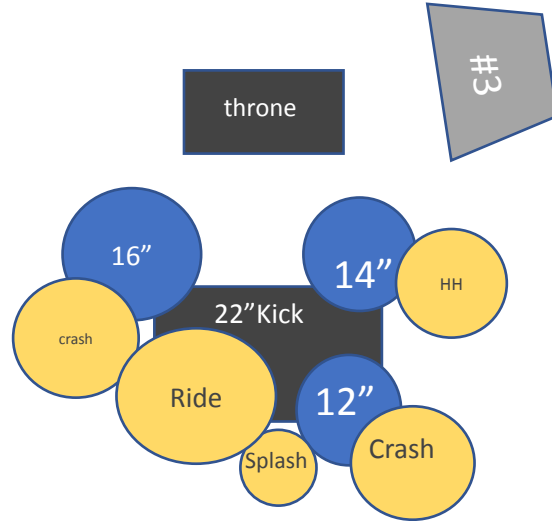 #3
throne
16”
14”
HH
22”Kick
crash
Ride
12”
Crash
Splash